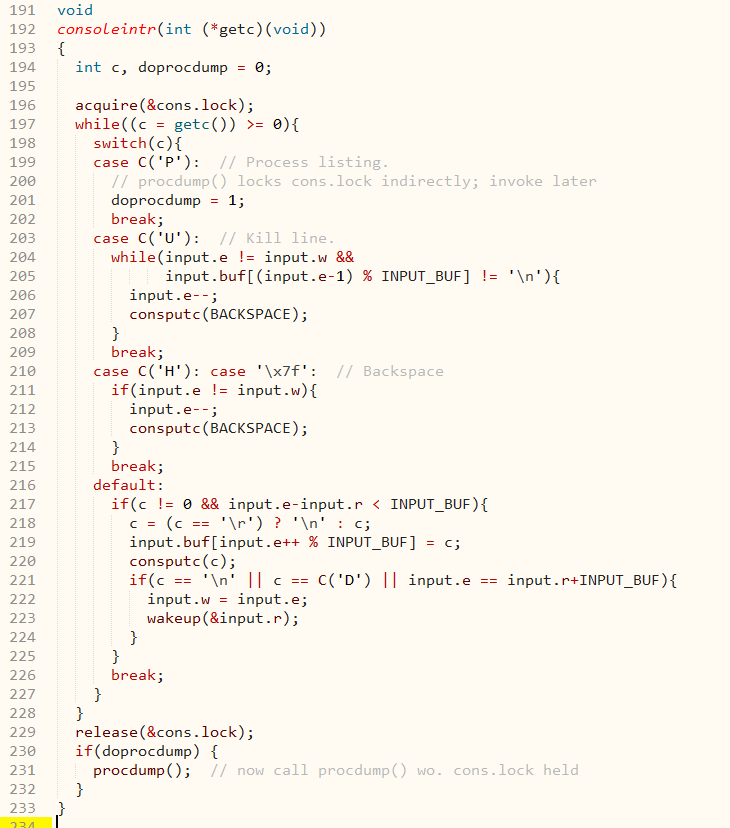 191 void
192 consoleintr(int (*getc)(void))
193 {
194   int c, doprocdump = 0;
195
196   acquire(&cons.lock);
197   while((c = getc()) >= 0){
198     switch(c){
199     case C('P'):  // Process listing.
200       // procdump() locks cons.lock indirectly; invoke later
201       doprocdump = 1;
202       break;
203     case C('U'):  // Kill line.
204       while(input.e != input.w &&
205             input.buf[(input.e-1) % INPUT_BUF] != '\n'){
206         input.e--;
207         consputc(BACKSPACE);
208       }
209       break;
210     case C('H'): case '\x7f':  // Backspace
211       if(input.e != input.w){
212         input.e--;
213         consputc(BACKSPACE);
214       }
215       break;
216     default:
217       if(c != 0 && input.e-input.r < INPUT_BUF){
218         c = (c == '\r') ? '\n' : c;
219         input.buf[input.e++ % INPUT_BUF] = c;
220         consputc(c);
221         if(c == '\n' || c == C('D') || input.e == input.r+INPUT_BUF){
222           input.w = input.e;
223           wakeup(&input.r);
224         }
225       }
226       break;
227     }
228   }
229   release(&cons.lock);
230   if(doprocdump) {
231     procdump();  // now call procdump() wo. cons.lock held
232   }
233 }
234